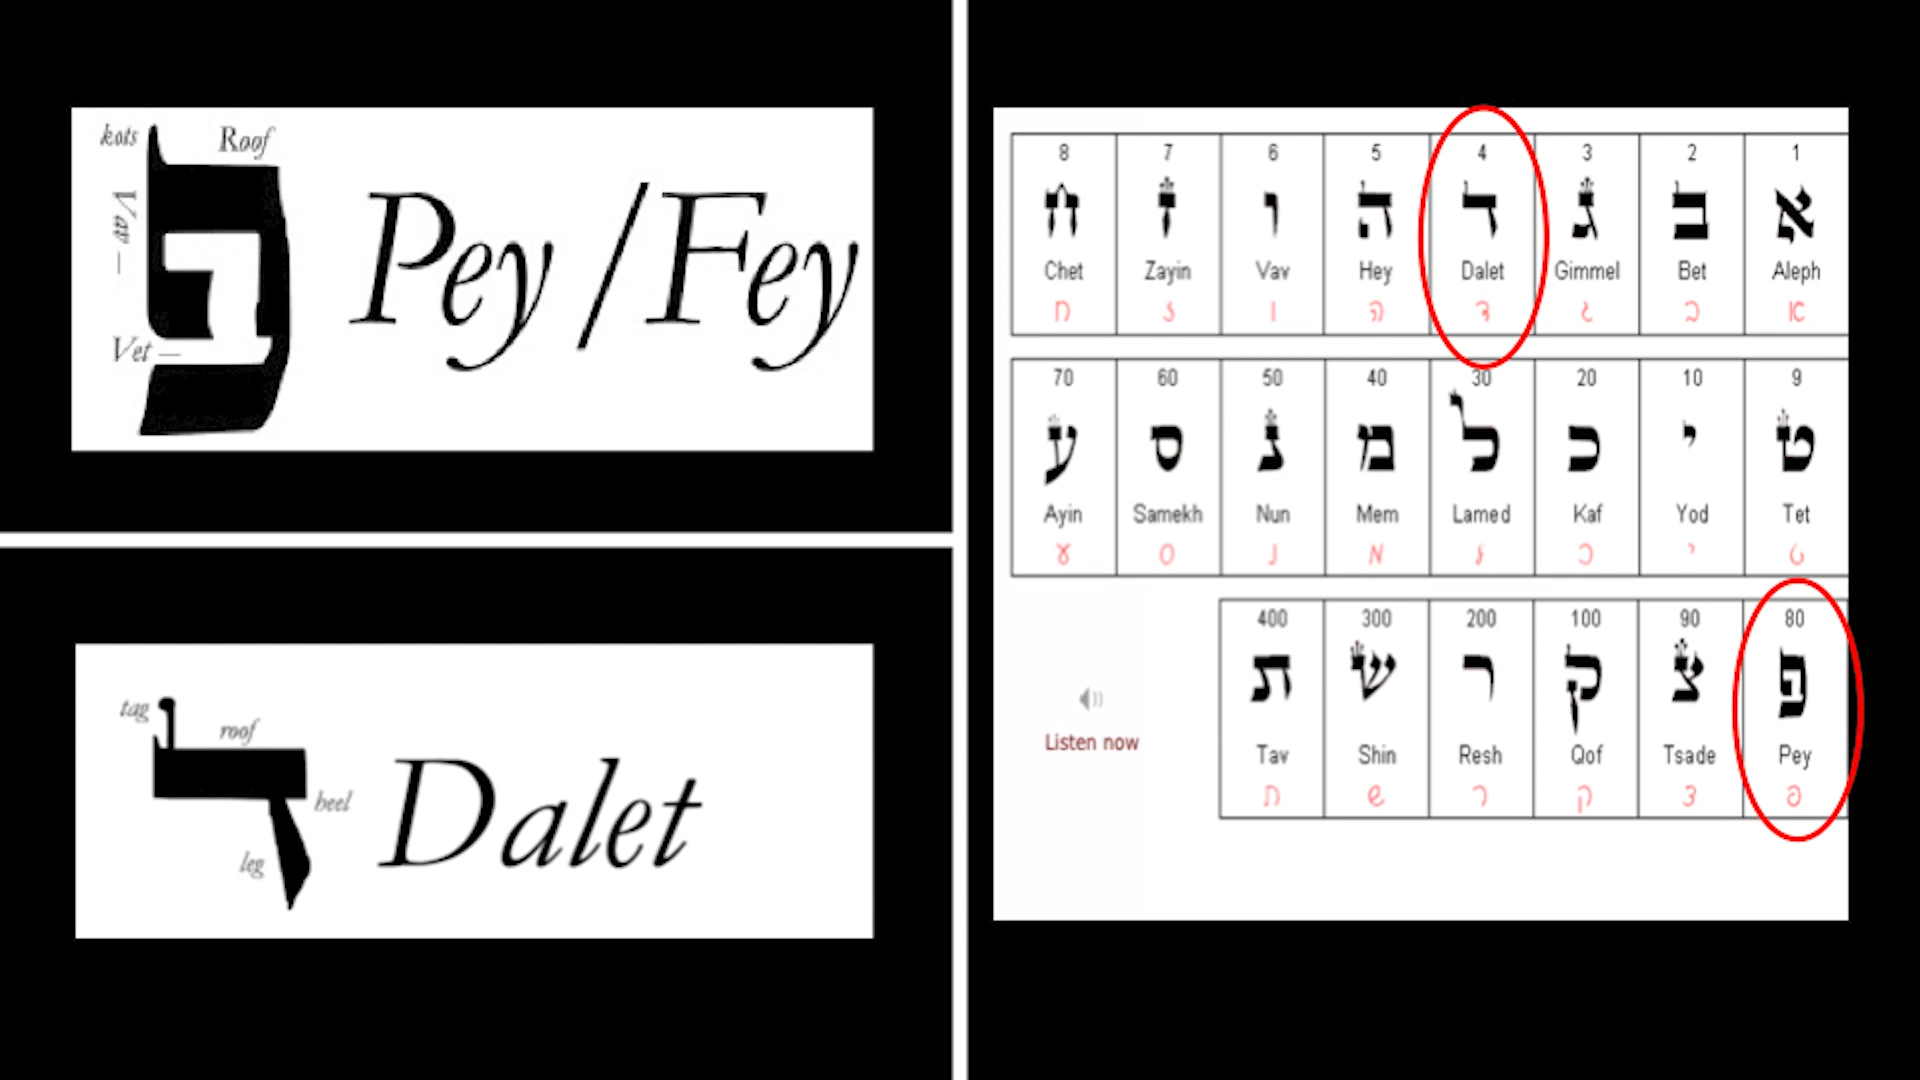 kots Roof
Vav
Vet
Pey / Fey
tag roof
heel
leg
Dalet
8 7 6 5 4 3 2 1
ח ז ו ה ד ג ב א
Chet Zayin Vav Hey Dalet Gimmel Bet Aleph
ח ז ו ה ד ג ב א
70 60 50 40 30 20 10 9
ע ס נ מ ל כ י ט
Ayin Samekh Nun Mem Lamed Kaf Yod Tet
ע ס נ מ ל כ י ט
400 300 200 100 90 80
ת ש ר ק צ פ
Tav Shin Resh Qof Tsade Pey
ת ש ר ק צ פ
Listen now